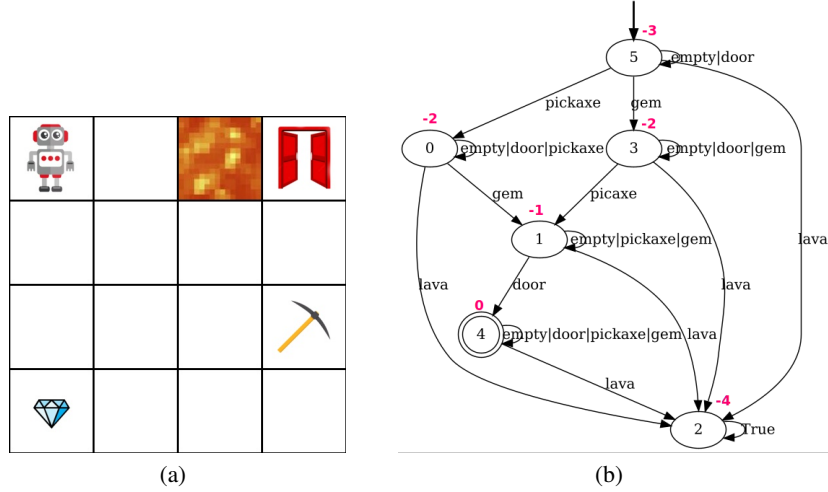 -3
5
empty|door
pickaxe
gem
-2
-2
0
empty|door|pickaxe
3
empty|door|gem
gem
picaxe
-1
1
empty|pickaxe|gem
lava
door
lava
lava
0
4
empty|door|pickaxe|gem
lava
lava
-4
2
True
(a)
(b)